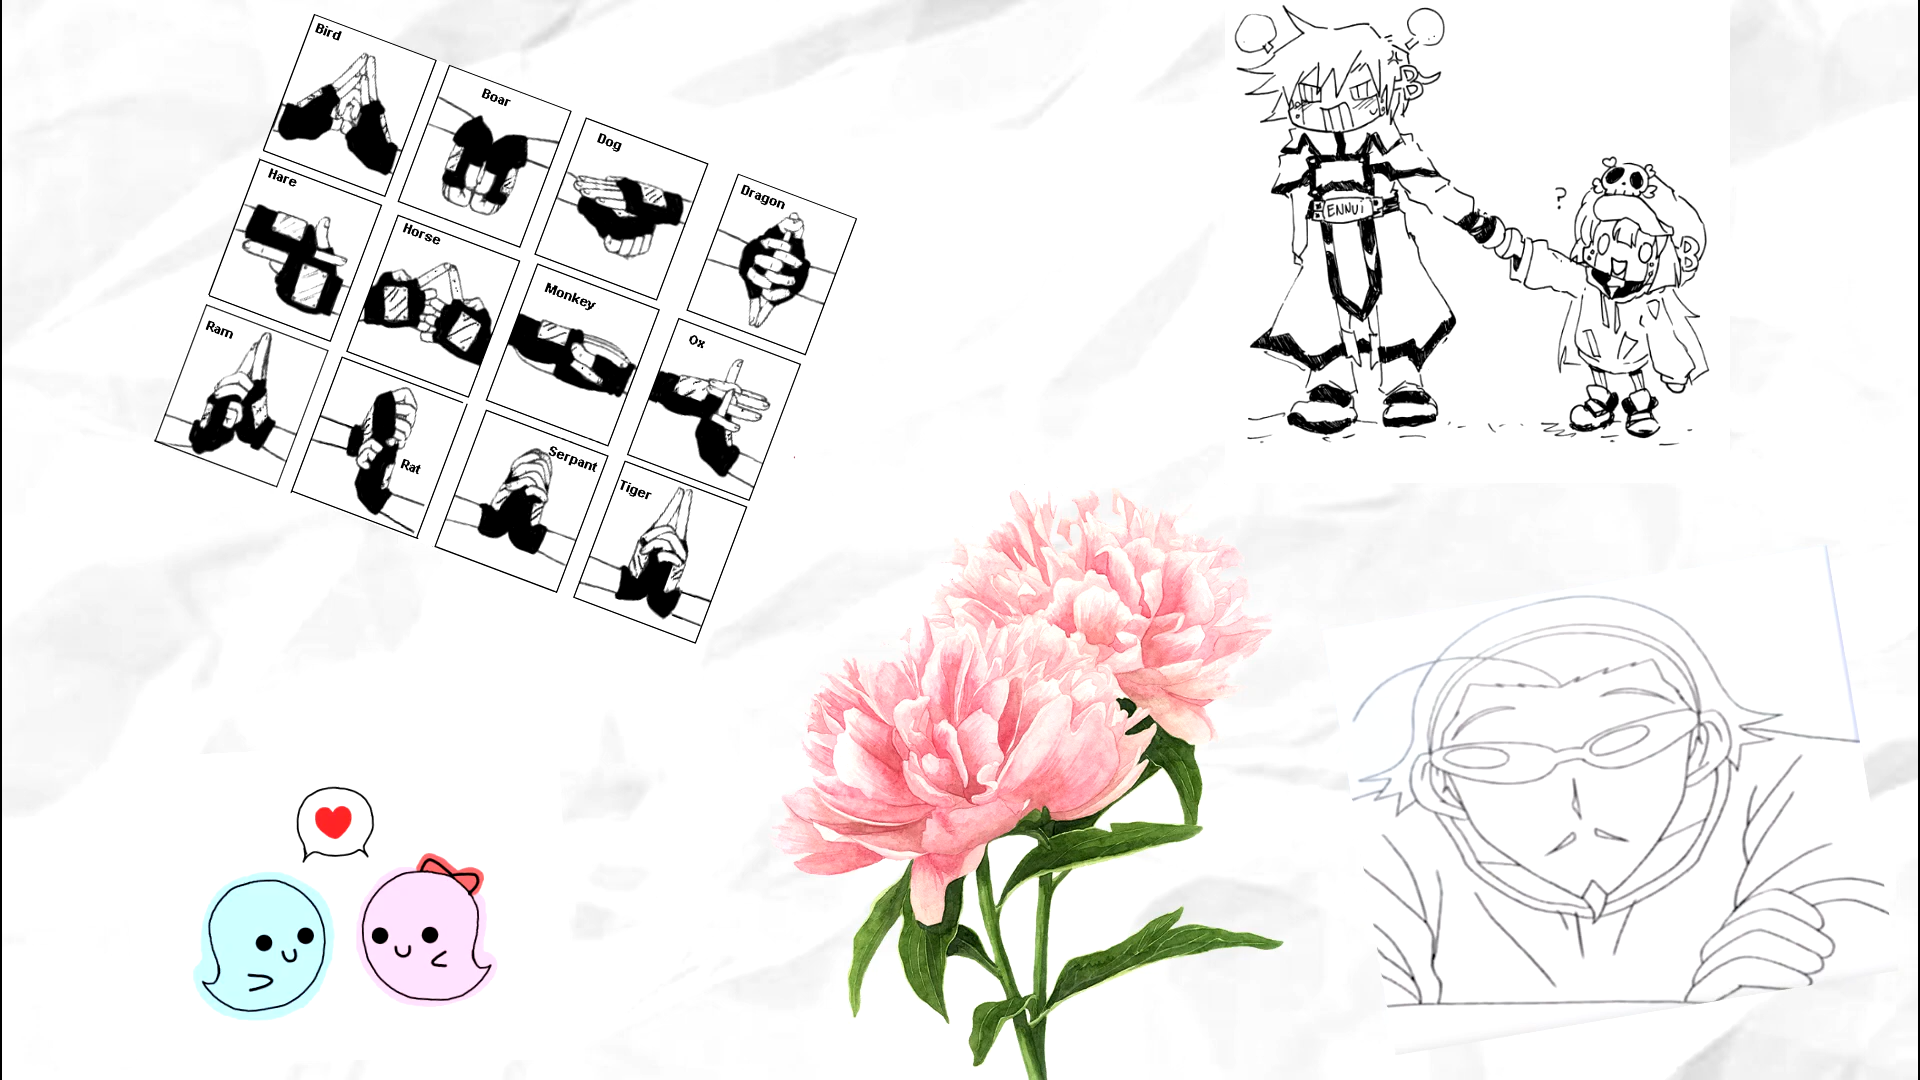 Bird
Boar
Dog
Dragon
Hare
Horse
Monkey
Ox
Ram
Rat
Serpant
Tiger
B
ENNUi
?
B